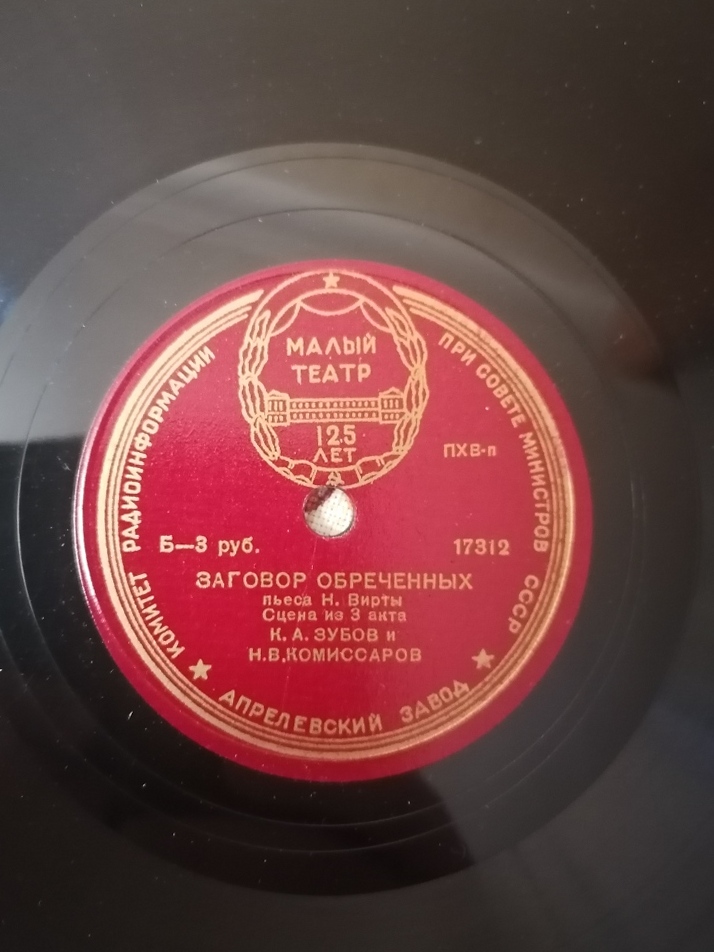 МАЛЫЙ
ТЕАТР
125
ЛЕТ
КОМИТЕТ РАДИОИНФОРМАЦИИ ПРИ СОВЕТЕ МИНИСТРОВ СССР
ПХВ-п
Б—3 руб. 17312
ЗАГОВОР ОБРЕЧЕННЫХ
пьеса Н. Вирты
Сцена из 3 акта
К. А. ЗУБОВ и
Н.В.КОМИССАРОВ
АПРЕЛЕВСКИЙ ЗАВОД